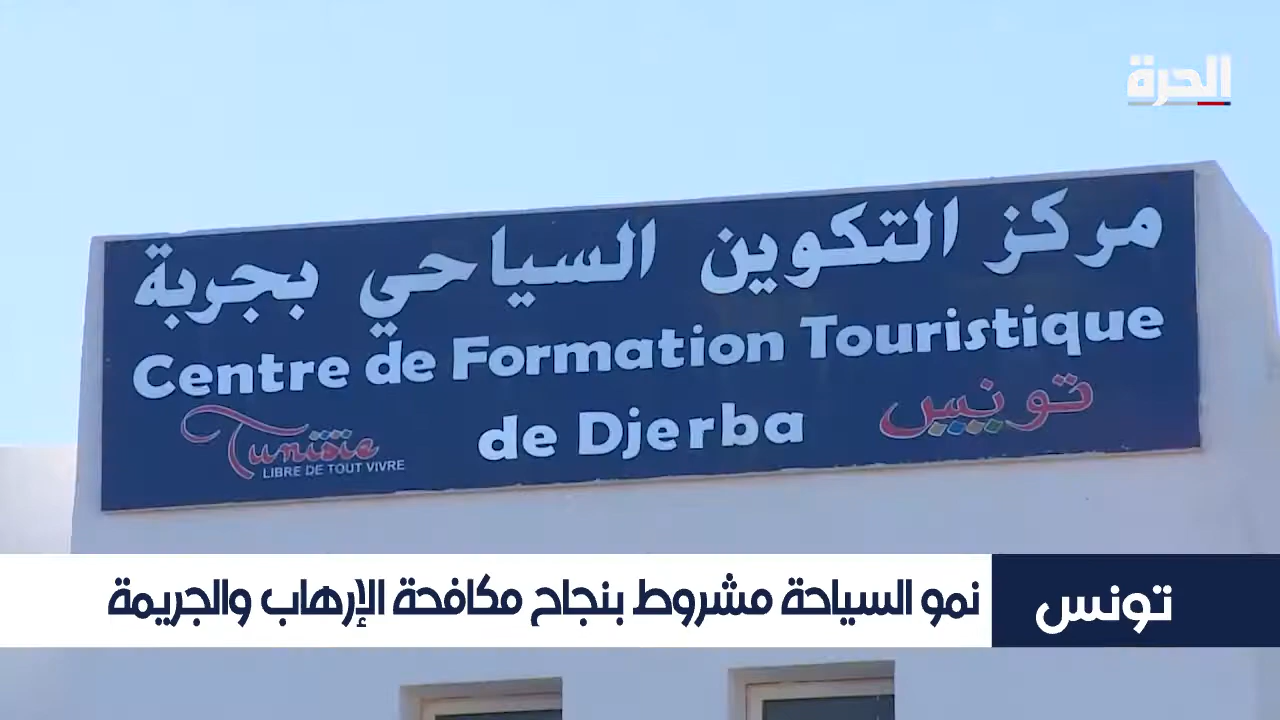 الحرة
مركز التكوين السياحي بجربة
Centre de Formation Touristique
de Djerba
Tunisie
LIBRE DE TOUT VIVRE
تونس
تونس
نمو السياحة مشروط بنجاح مكافحة الإرهاب والجريمة